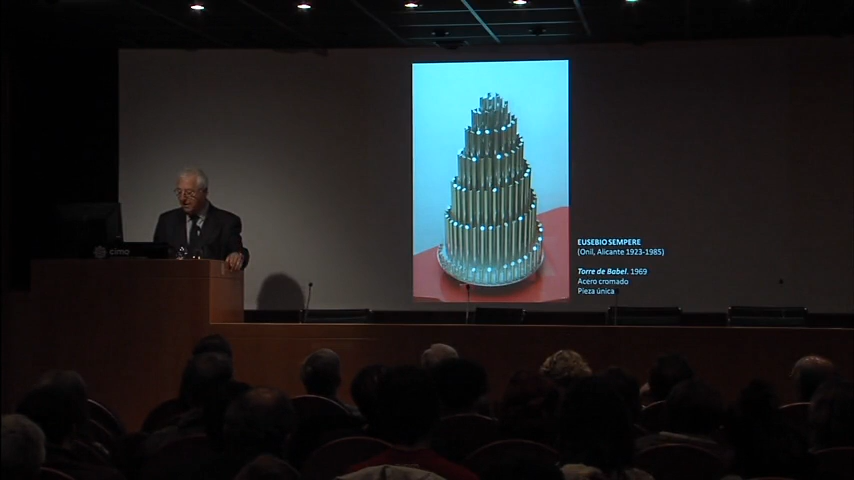 EUSEBIO SEMPERE
(Onil, Alicante 1923-1985)
Torre de Babel. 1969
Acero cromado
Pieza única